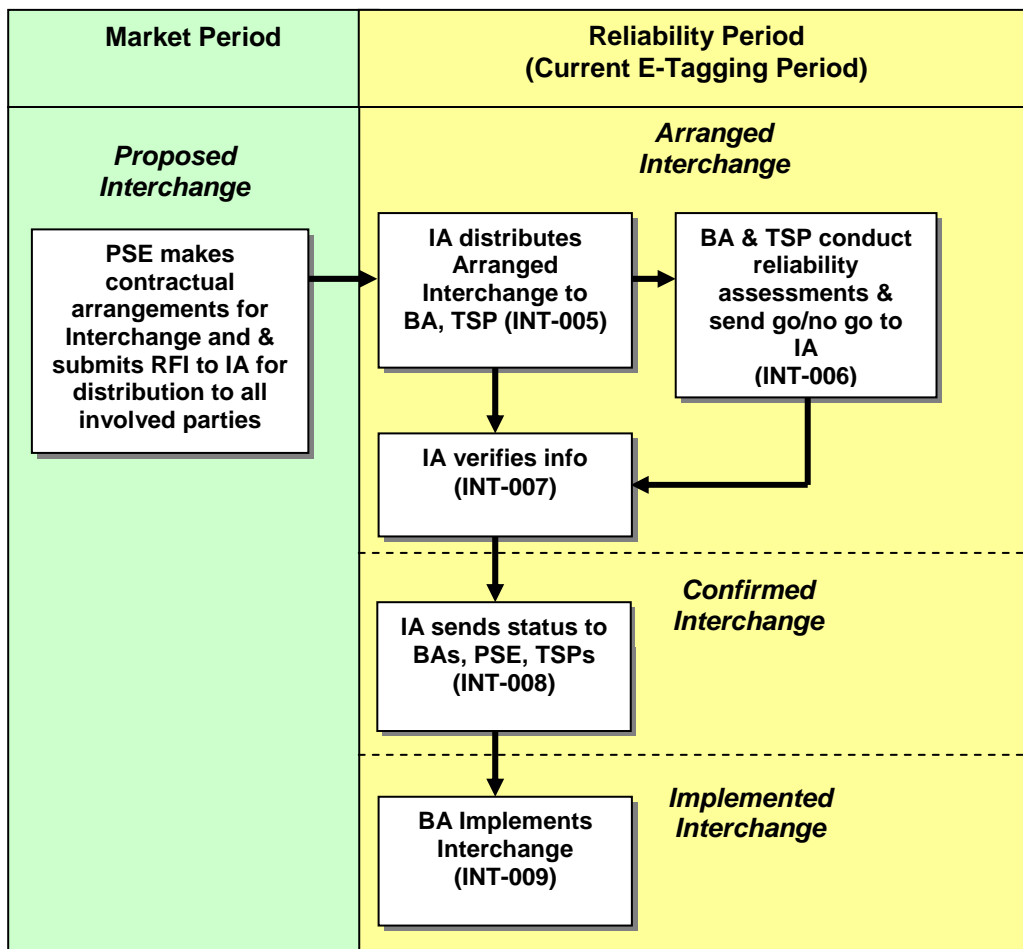 Market Period
Reliability Period
(Current E-Tagging Period)
Proposed
Interchange
PSE makes
contractual
arrangements for
Interchange and &
submits RFI to IA for
distribution to all
involved parties
Arranged
Interchange
IA distributes
Arranged
Interchange to
BA, TSP (INT-005)
BA & TSP conduct
reliability
assessments &
send go/no go to
IA
(INT-006)
IA verifies info
(INT-007)
Confirmed
Interchange
IA sends status to
BAs, PSE, TSPs
(INT-008)
Implemented
Interchange
BA Implements
Interchange
(INT-009)